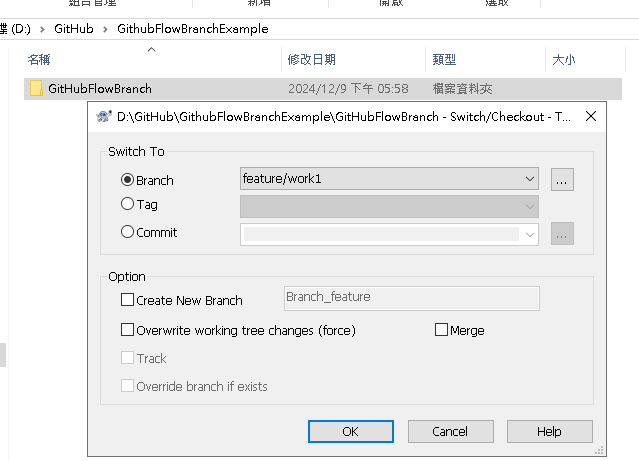 組合管理 新增 開啟 選取
檔 (D:) › GitHub › GithubFlowBranchExample
名稱 修改日期 類型 大小
GitHubFlowBranch 2024/12/9 下午 05:58 檔案資料夾
D:\GitHub\GithubFlowBranchExample\GitHubFlowBranch - Switch/Checkout - T...
Switch To
Branch feature/work1 ...
Tag
Commit ...
Option
Create New Branch Branch_feature
Overwrite working tree changes (force) Merge
Track
Override branch if exists
OK Cancel Help